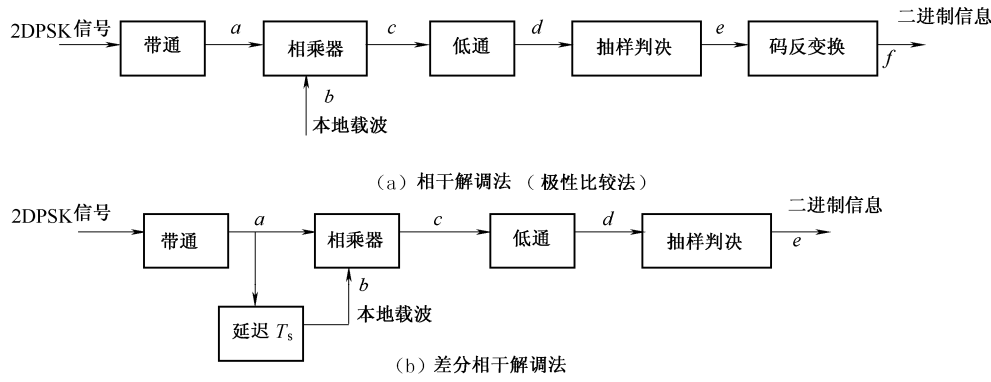 2DPSK信号
带通
a
相乘器
c
低通
d
抽样判决
e
码反变换
二进制信息
f
b
本地载波
(a)相干解调法 (极性比较法)
2DPSK信号
带通
a
相乘器
c
低通
d
抽样判决
二进制信息
e
b
本地载波
延迟 Ts
(b)差分相干解调法